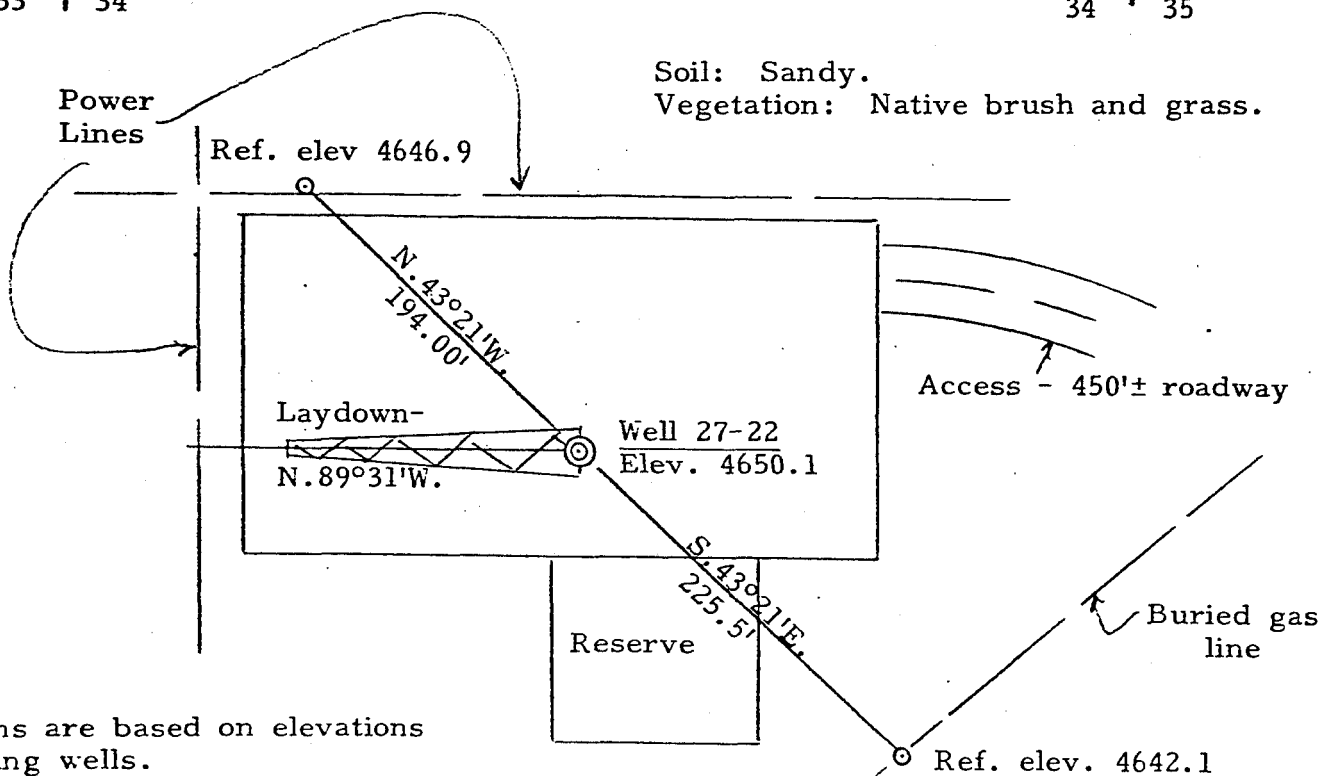 33 34
34 35
Soil: Sandy.
Vegetation: Native brush and grass.
Power
Lines
Ref. elev 4646.9
N.43°21'W.
194.00'
Access - 450'± roadway
Laydown-
N.89°31'W.
Well 27-22
Elev. 4650.1
S.43°21'E.
225.5'
Reserve
Buried gas
line
ns are based on elevations
ng wells.
Ref. elev. 4642.1